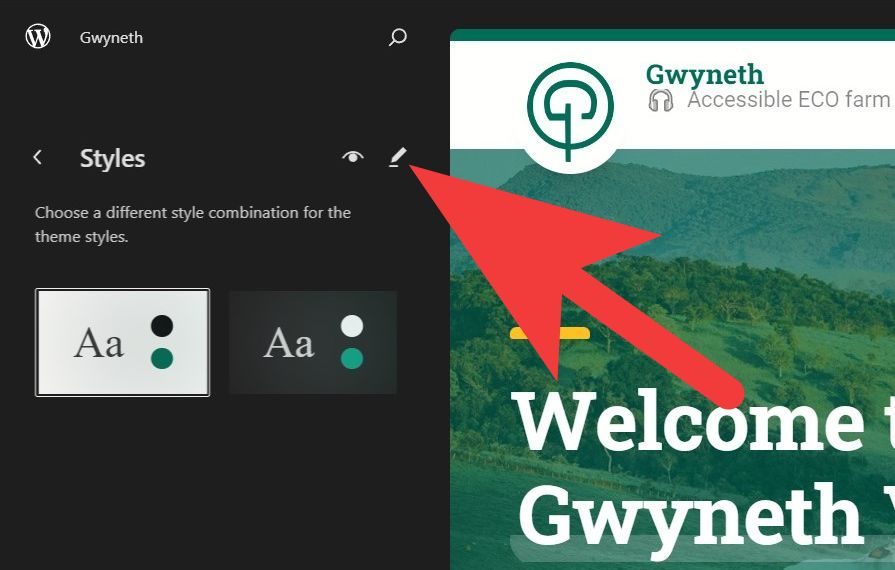 Gwyneth
Styles
Choose a different style combination for the
theme styles.
Aa
Aa
Gwyneth
Accessible ECO farm
Welcome t
Gwyneth